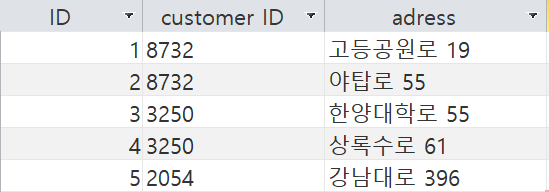 ID customer ID adress
1 8732 고등공원로 19
2 8732 야탑로 55
3 3250 한양대학로 55
4 3250 상록수로 61
5 2054 강남대로 396